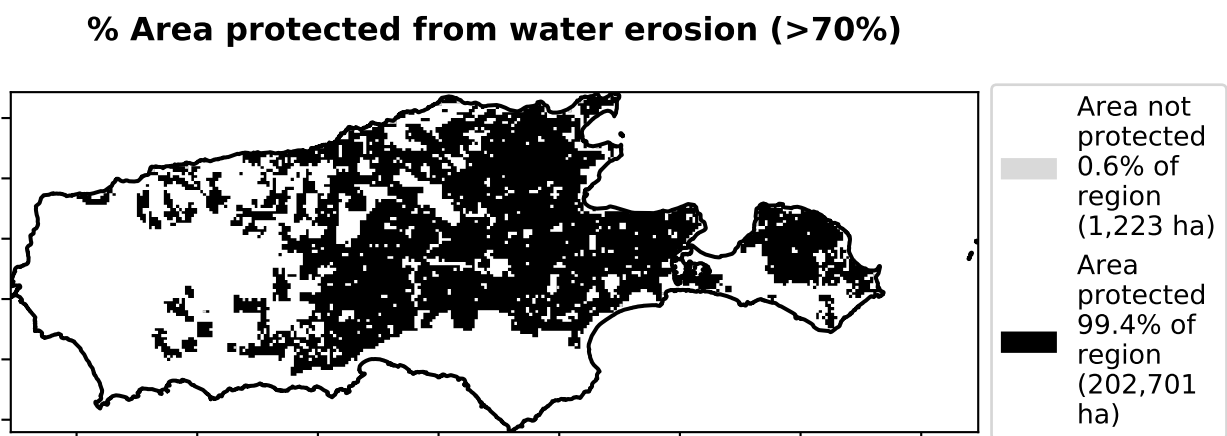 % Area protected from water erosion (>70%)
Area not
protected
0.6% of
region
(1,223 ha)
Area
protected
99.4% of
region
(202,701
ha)